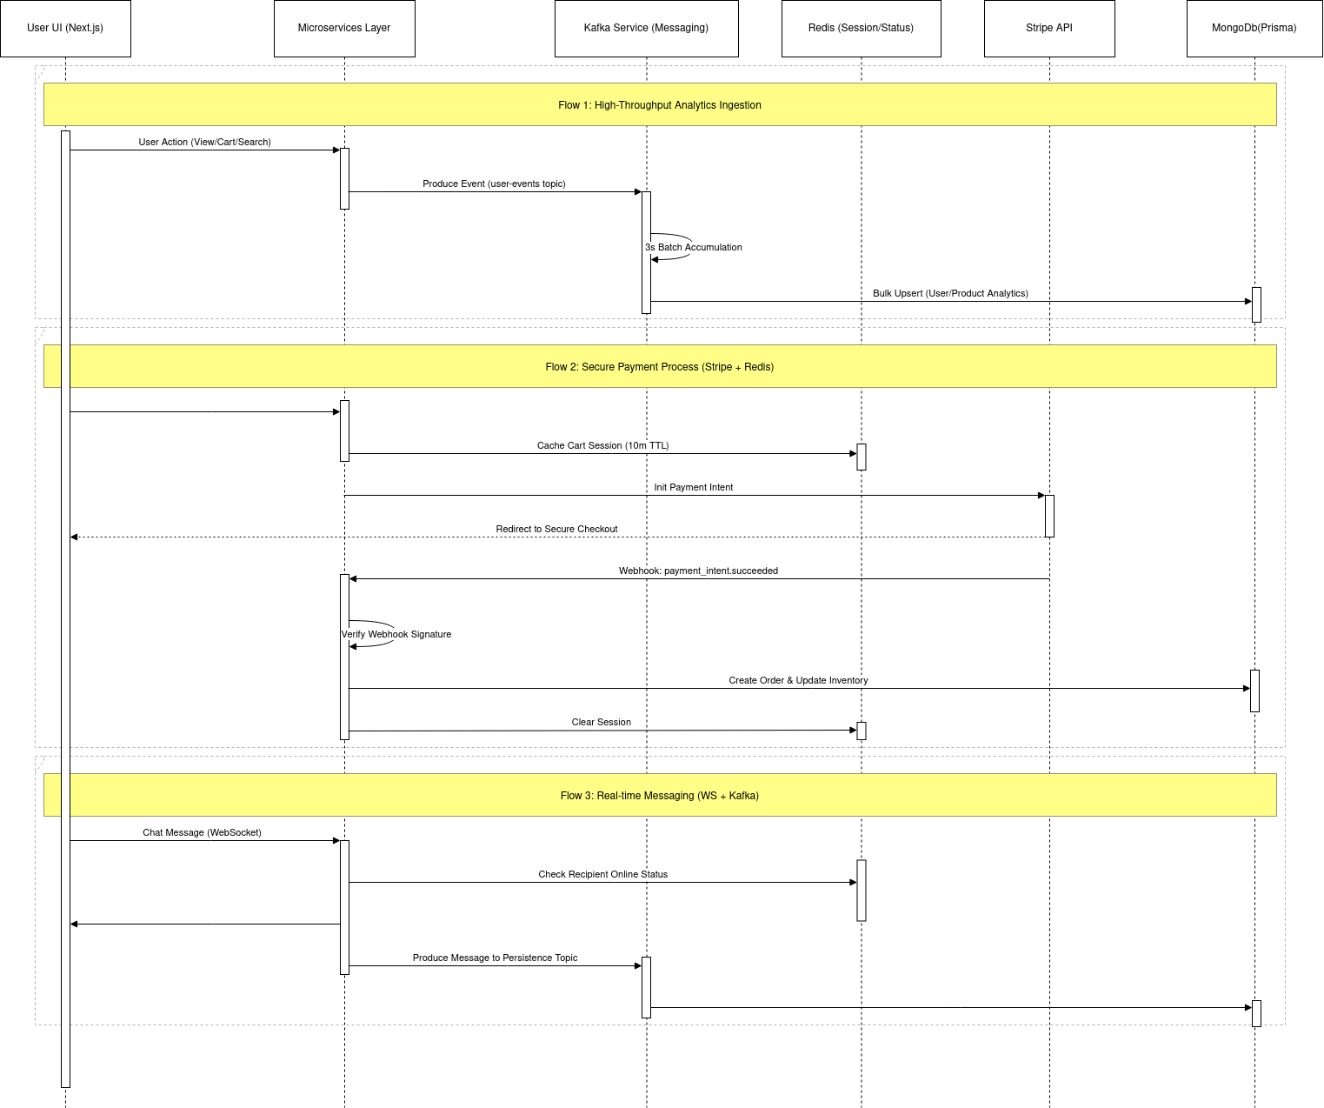 User UI (Next.js)
Microservices Layer
Kafka Service (Messaging)
Redis (Session/Status)
Stripe API
MongoDb(Prisma)
Flow 1: High-Throughput Analytics Ingestion
User Action (View/Cart/Search)
Produce Event (user-events topic)
3s Batch Accumulation
Bulk Upsert (User/Product Analytics)
Flow 2: Secure Payment Process (Stripe + Redis)
Cache Cart Session (10m TTL)
Init Payment Intent
Redirect to Secure Checkout
Webhook: payment_intent.succeeded
Verify Webhook Signature
Create Order & Update Inventory
Clear Session
Flow 3: Real-time Messaging (WS + Kafka)
Chat Message (WebSocket)
Check Recipient Online Status
Produce Message to Persistence Topic